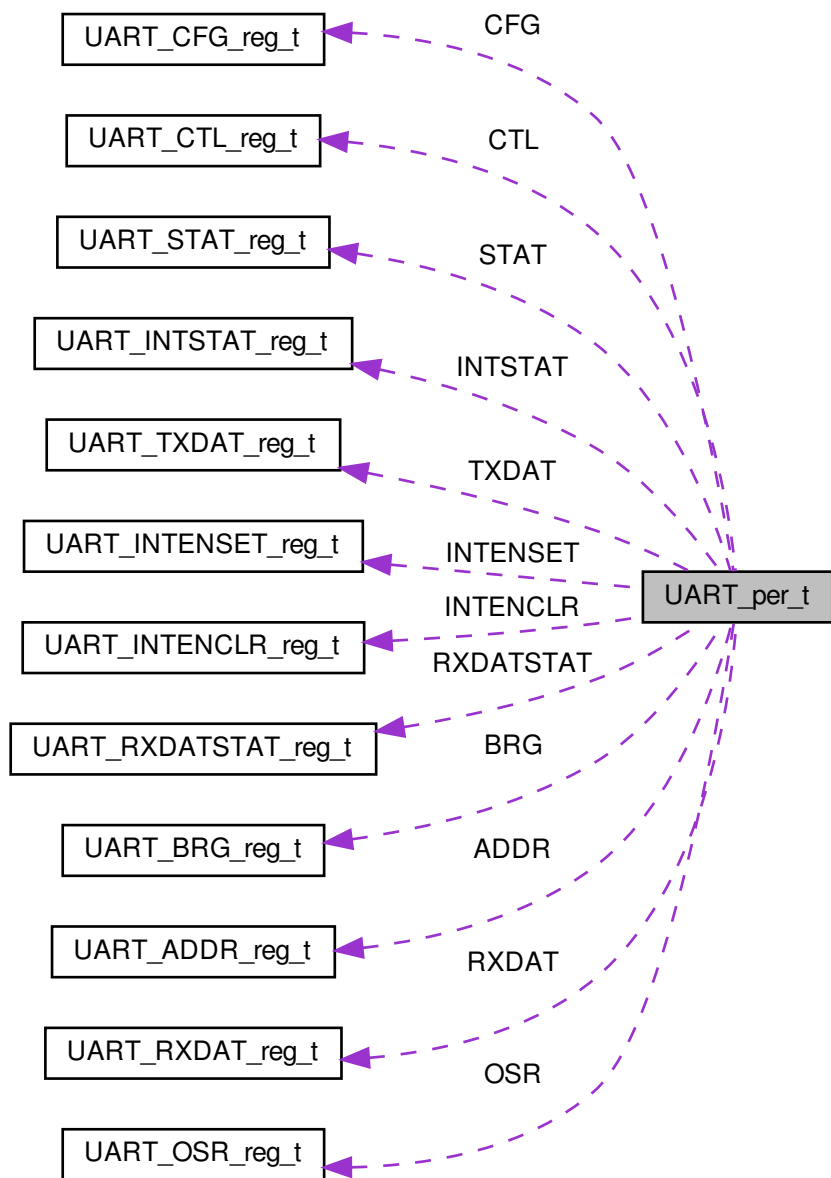 UART_CFG_reg_t
CFG
UART_CTL_reg_t
CTL
UART_STAT_reg_t
STAT
UART_INTSTAT_reg_t
INTSTAT
UART_TXDAT_reg_t
TXDAT
UART_INTENSET_reg_t
INTENSET
UART_per_t
UART_INTENCLR_reg_t
INTENCLR
UART_RXDATSTAT_reg_t
RXDATSTAT
UART_BRG_reg_t
BRG
UART_ADDR_reg_t
ADDR
UART_RXDAT_reg_t
RXDAT
UART_OSR_reg_t
OSR